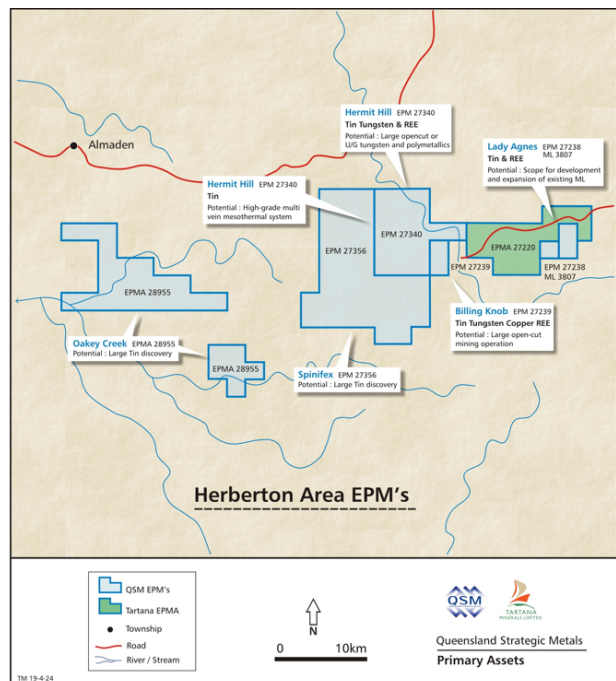 Hermit Hill EPM 27340
Tin Tungsten & REE
Potential : Large opencut or
U/G tungsten and polymetallics
Almaden
Lady Agnes EPM 27238
ML 3807
Tin & REE
Potential : Scope for development
and expansion of existing ML
Hermit Hill EPM 27340
Tin
Potential : High-grade multi
vein mesothermal system
EPM 27356
EPM 27340
EPMA 27220
EPM 27239
EPM 27238
ML 3807
EPMA 28955
Oakey Creek EPMA 28955
Potential : Large Tin discovery
EPMA 28955
Spinifex EPM 27356
Potential : Large Tin discovery
Billing Knob EPM 27239
Tin Tungsten Copper REE
Potential : Large open-cut
mining operation
Herberton Area EPM's
QSM EPM's
Tartana EPMA
Township
Road
River / Stream
N
0 10km
QSM
TARTANA
MINERALS LIMITED
Queensland Strategic Metals
Primary Assets
TM 19-4-24